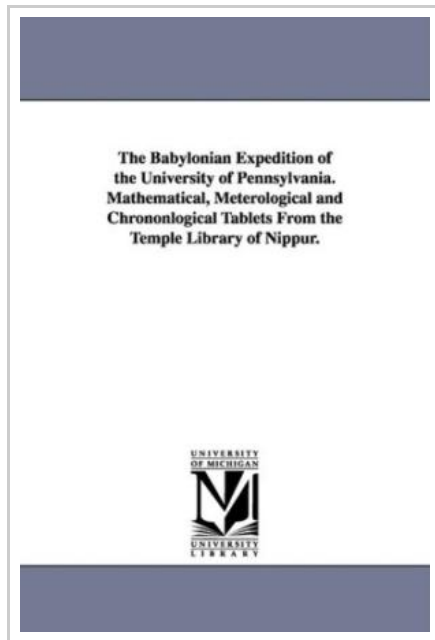 The Babylonian Expedition of
the University of Pennsylvania.
Mathematical, Meterological and
Chrononlogical Tablets From the
Temple Library of Nippur.
UNIVERSITY
OF MICHIGAN
M
UNIVERSITY
LIBRARY